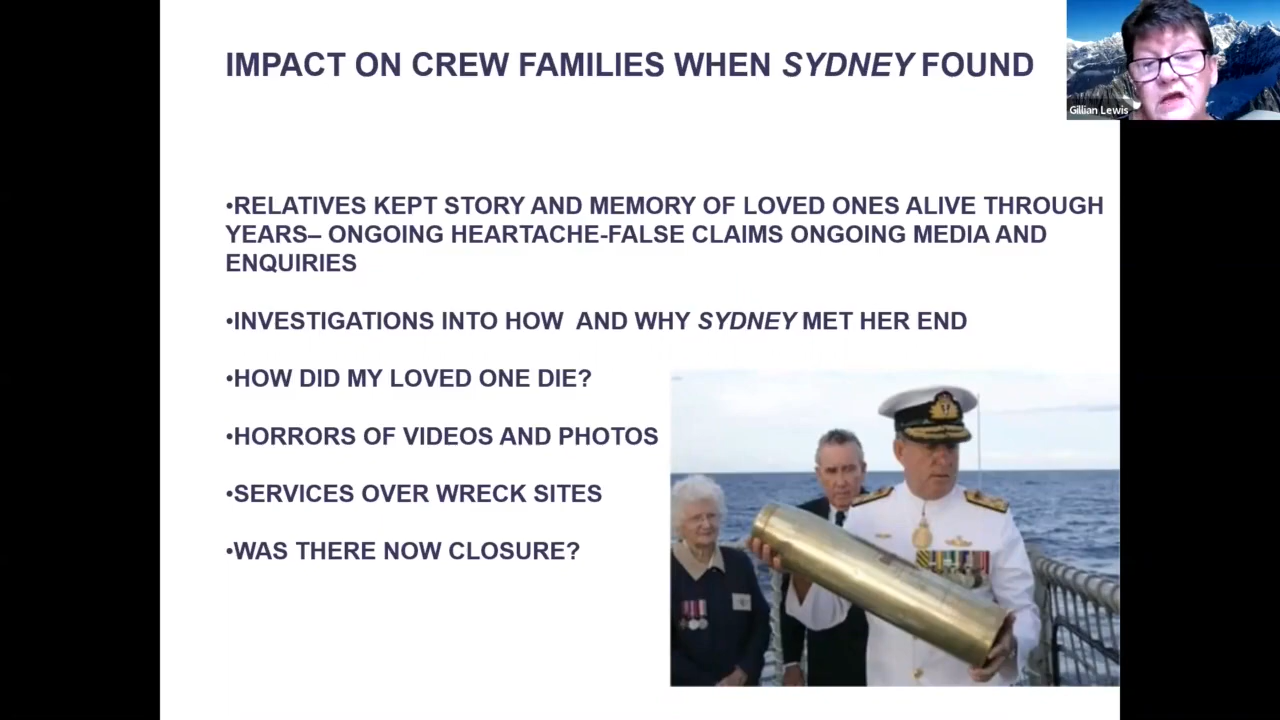 IMPACT ON CREW FAMILIES WHEN SYDNEY FOUND
Gillian Lewis
•RELATIVES KEPT STORY AND MEMORY OF LOVED ONES ALIVE THROUGH
YEARS– ONGOING HEARTACHE-FALSE CLAIMS ONGOING MEDIA AND
ENQUIRIES
•INVESTIGATIONS INTO HOW  AND WHY SYDNEY MET HER END
•HOW DID MY LOVED ONE DIE?
•HORRORS OF VIDEOS AND PHOTOS
•SERVICES OVER WRECK SITES
•WAS THERE NOW CLOSURE?